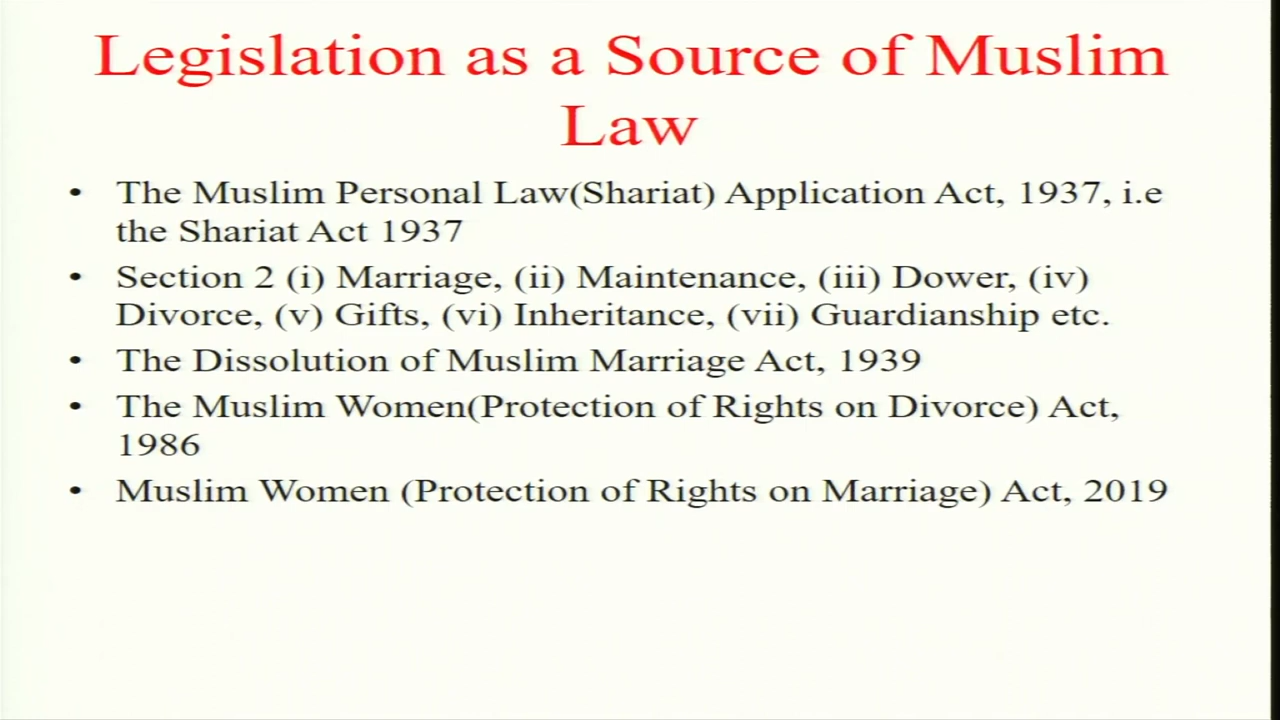 Legislation as a Source of Muslim
Law
• The Muslim Personal Law(Shariat) Application Act, 1937, i.e
the Shariat Act 1937
• Section 2 (i) Marriage, (ii) Maintenance, (iii) Dower, (iv)
Divorce, (v) Gifts, (vi) Inheritance, (vii) Guardianship etc.
• The Dissolution of Muslim Marriage Act, 1939
• The Muslim Women(Protection of Rights on Divorce) Act,
1986
• Muslim Women (Protection of Rights on Marriage) Act, 2019